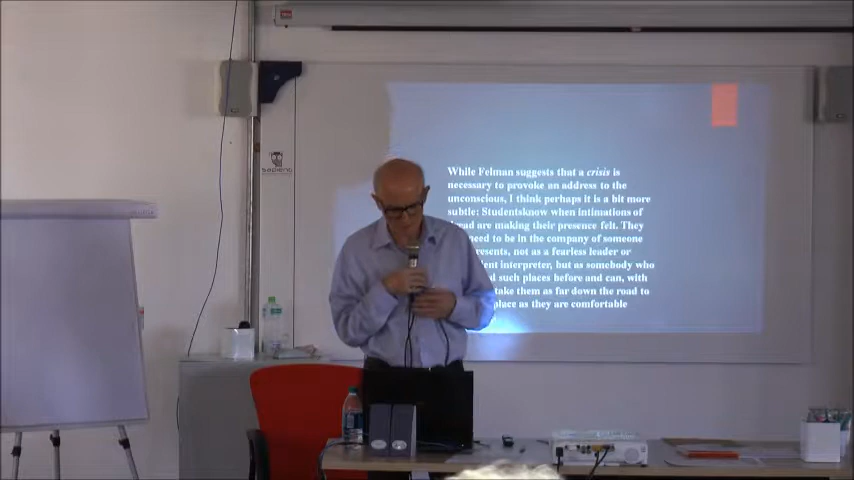 sapienti
While Felman suggests that a crisis is
necessary to provoke an address to the
unconscious, I think perhaps it is a bit more
subtle: Studentsknow when intimations of
are making their presence felt. They
need to be in the company of someone
not as a fearless leader or
interpreter, but as somebody who
such places before and can, with
take them as far down the road to
places as they are comfortable